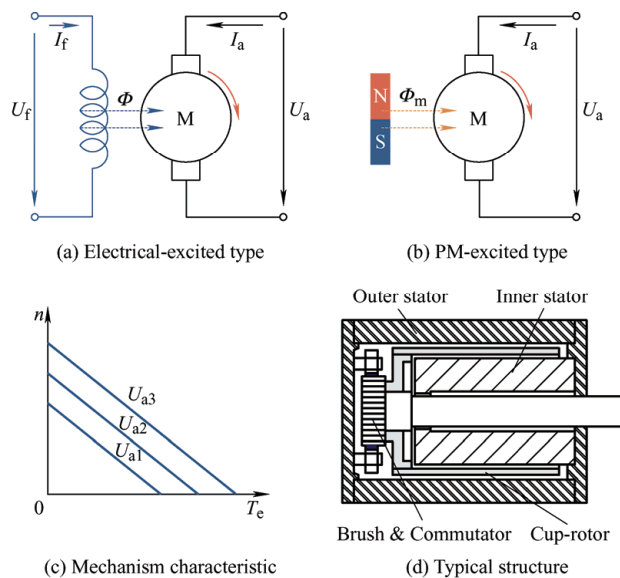 I_f
I_a
U_f
Φ
M
U_a
(a) Electrical-excited type
I_a
N
S
Φ_m
M
U_a
(b) PM-excited type
n
U_a3
U_a2
U_a1
0
T_e
(c) Mechanism characteristic
Outer stator
Inner stator
Brush & Commutator
Cup-rotor
(d) Typical structure